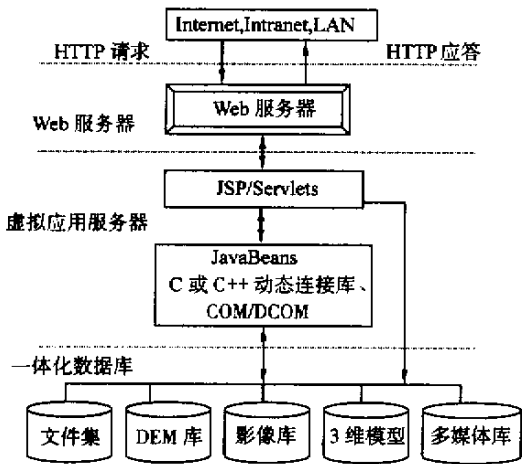 Internet,Intranet,LAN
HTTP 请求
HTTP 应答
Web 服务器
Web 服务器
JSP/Servlets
虚拟应用服务器
JavaBeans
C 或 C++ 动态连接库、
COM/DCOM
一体化数据库
文件集
DEM 库
影像库
3 维模型
多媒体库